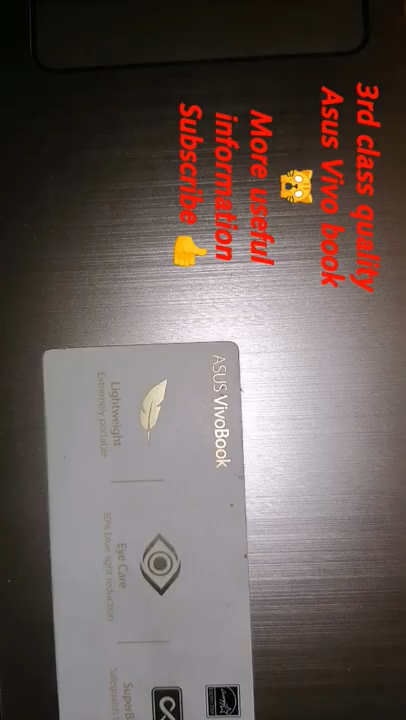 3rd class quality
Asus Vivo book
🙀
More useful
information
Subscribe 👍
ASUS VivoBook
Lightweight
Extremely portable
Eye Care
30% blue light reduction